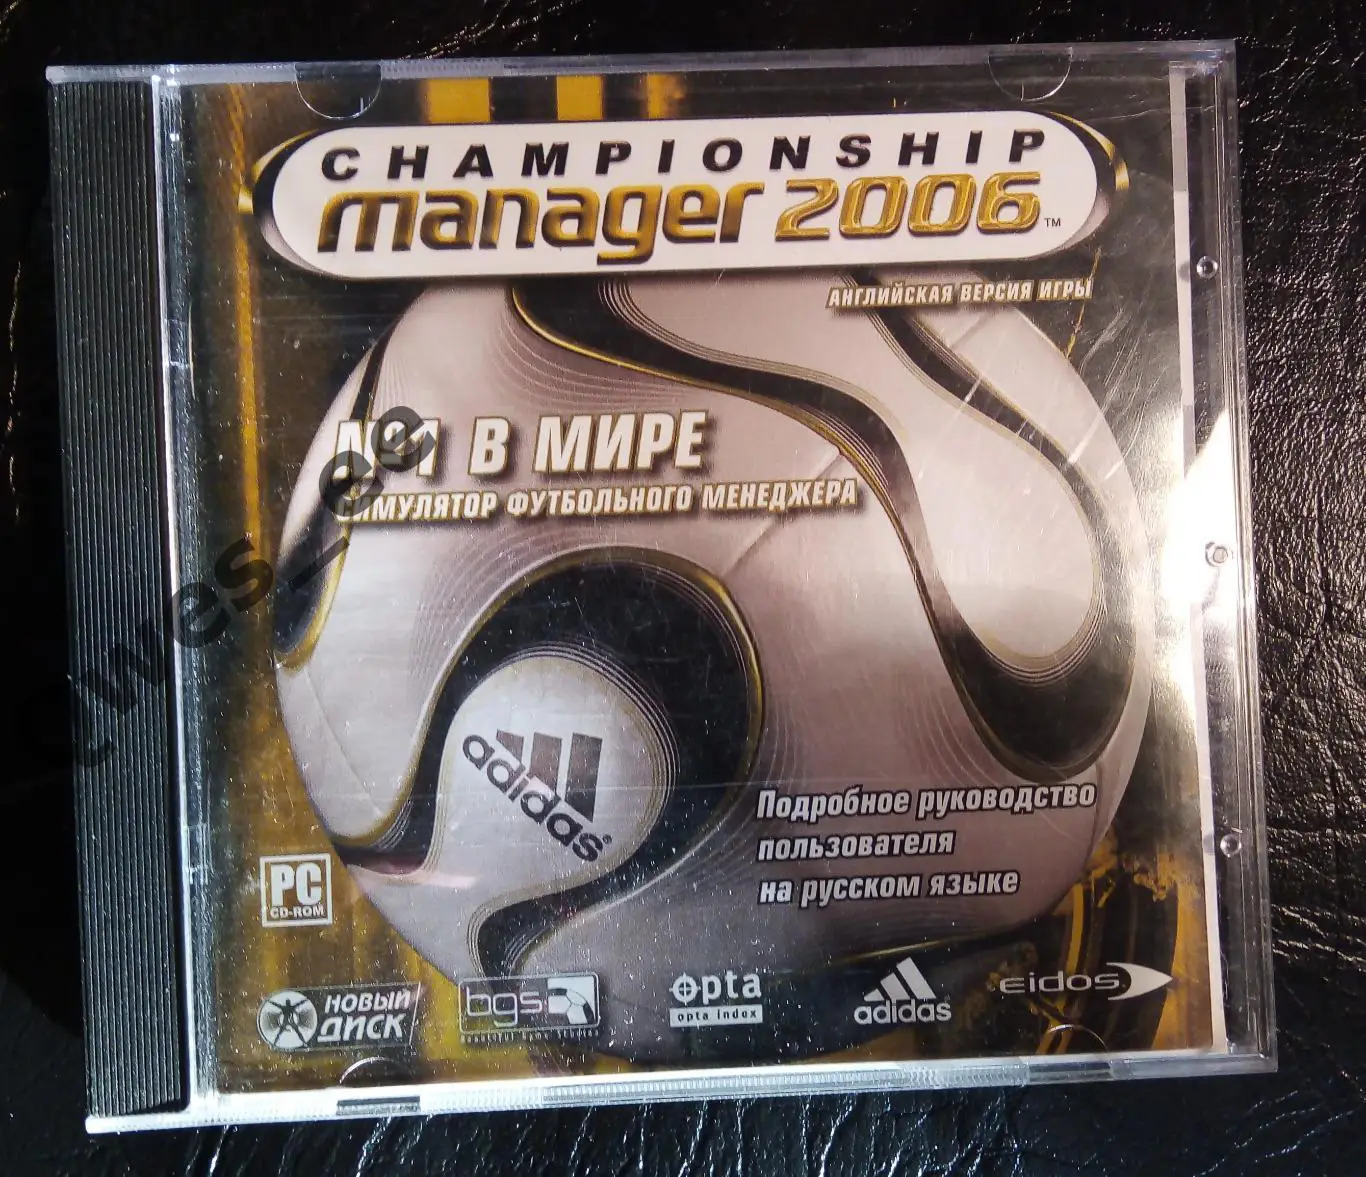 CHAMPIONSHIP
manager 2006™
АНГЛИЙСКАЯ ВЕРСИЯ ИГРЫ
№1 В МИРЕ
СИМУЛЯТОР ФУТБОЛЬНОГО МЕНЕДЖЕРА
adidas®
Подробное руководство
пользователя
на русском языке
PC
CD-ROM
НОВЫЙ
ДИСК
bgs
opta
opta index
adidas
eidos